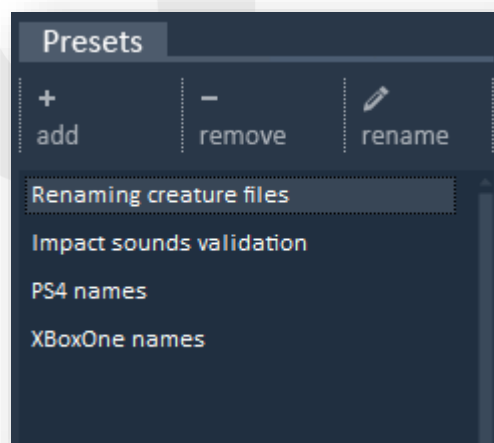 Presets
+ − ✎
add remove rename
Renaming creature files
Impact sounds validation
PS4 names
XBoxOne names